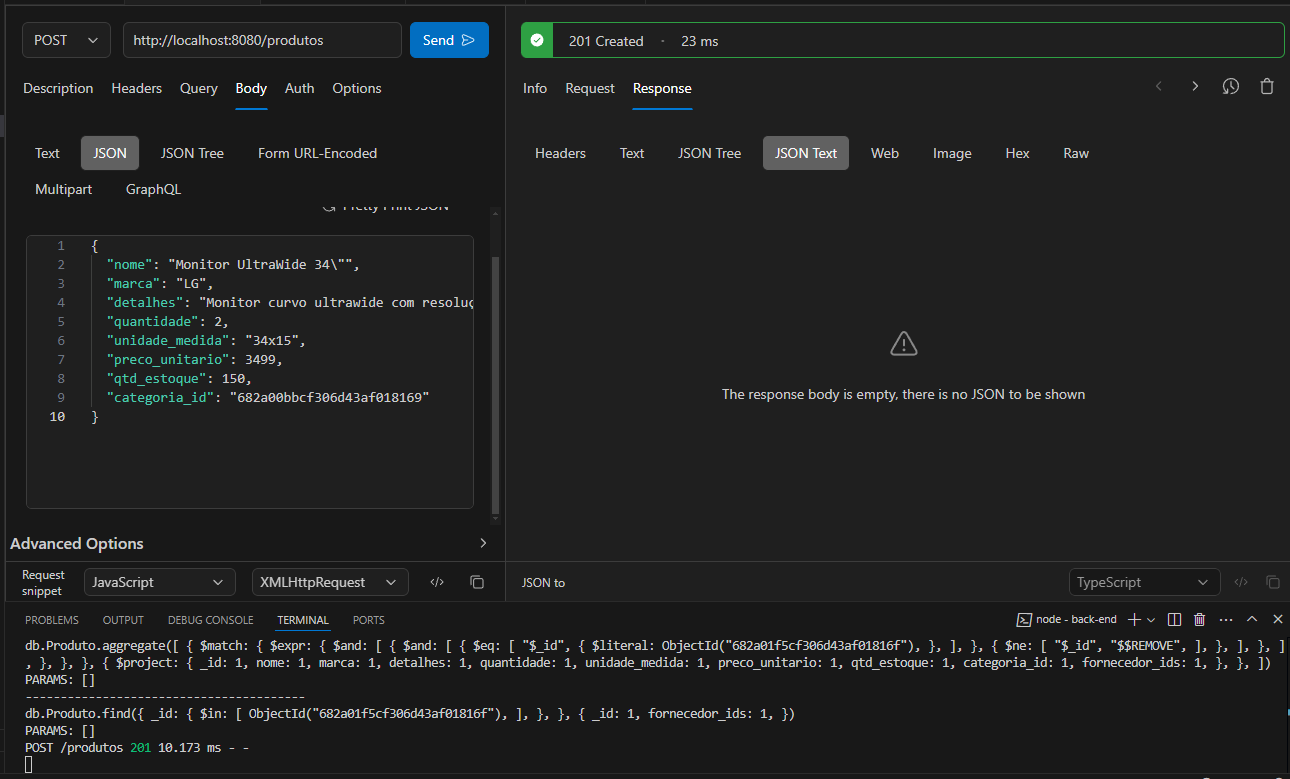 POST
http://localhost:8080/produtos
Send
Description Headers Query Body Auth Options
Text JSON JSON Tree Form URL-Encoded
Multipart GraphQL
Pretty Print JSON
1 {
2 "nome": "Monitor UltraWide 34\"",
3 "marca": "LG",
4 "detalhes": "Monitor curvo ultrawide com resoluç
5 "quantidade": 2,
6 "unidade_medida": "34x15",
7 "preco_unitario": 3499,
8 "qtd_estoque": 150,
9 "categoria_id": "682a00bbcf306d43af018169"
10 }
Advanced Options
Request
snippet
JavaScript XMLHttpRequest </>
201 Created · 23 ms
Info Request Response
Headers Text JSON Tree JSON Text Web Image Hex Raw
The response body is empty, there is no JSON to be shown
JSON to TypeScript </>
PROBLEMS OUTPUT DEBUG CONSOLE TERMINAL PORTS node - back-end
db.Produto.aggregate([ { $match: { $expr: { $and: [ { $and: [ { $eq: [ "$_id", { $literal: ObjectId("682a01f5cf306d43af01816f"), }, ], }, { $ne: [ "$_id", "$$REMOVE", ], }, ], }, ]
, }, }, }, { $project: { _id: 1, nome: 1, marca: 1, detalhes: 1, quantidade: 1, unidade_medida: 1, preco_unitario: 1, qtd_estoque: 1, categoria_id: 1, fornecedor_ids: 1, }, }, ])
PARAMS: []
----------------------------------------
db.Produto.find({ _id: { $in: [ ObjectId("682a01f5cf306d43af01816f"), ], }, }, { _id: 1, fornecedor_ids: 1, })
PARAMS: []
POST /produtos 201 10.173 ms - -